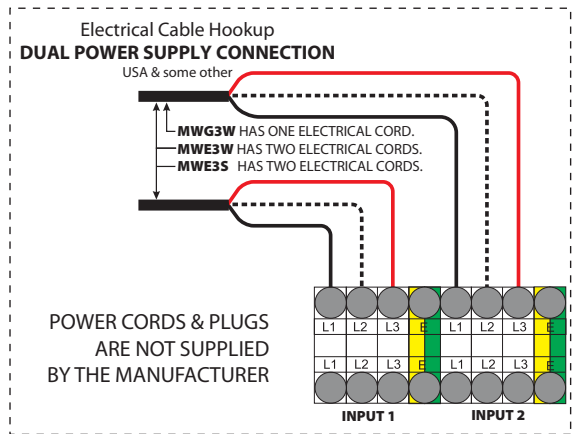 Electrical Cable Hookup
DUAL POWER SUPPLY CONNECTION
USA & some other
MWG3W HAS ONE ELECTRICAL CORD.
MWE3W HAS TWO ELECTRICAL CORDS.
MWE3S HAS TWO ELECTRICAL CORDS.
POWER CORDS & PLUGS
ARE NOT SUPPLIED
BY THE MANUFACTURER
L1 L2 L3 E L1 L2 L3 E
L1 L2 L3 E L1 L2 L3 E
INPUT 1 INPUT 2